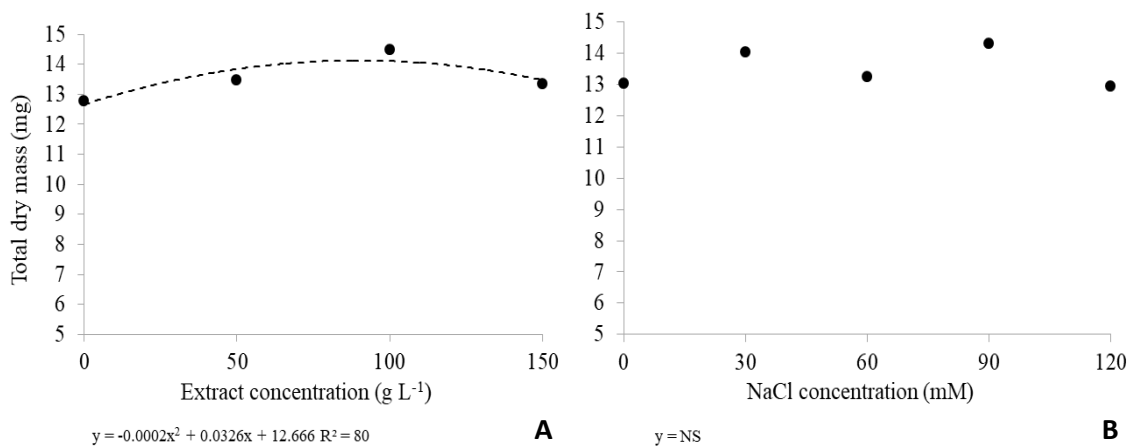 Total dry mass (mg)
15
14
13
12
11
10
9
8
7
6
5
0 50 100 150
Extract concentration (g L⁻¹)
y = -0.0002x² + 0.0326x + 12.666 R² = 80
A
15
14
13
12
11
10
9
8
7
6
5
0 30 60 90 120
NaCl concentration (mM)
y = NS
B